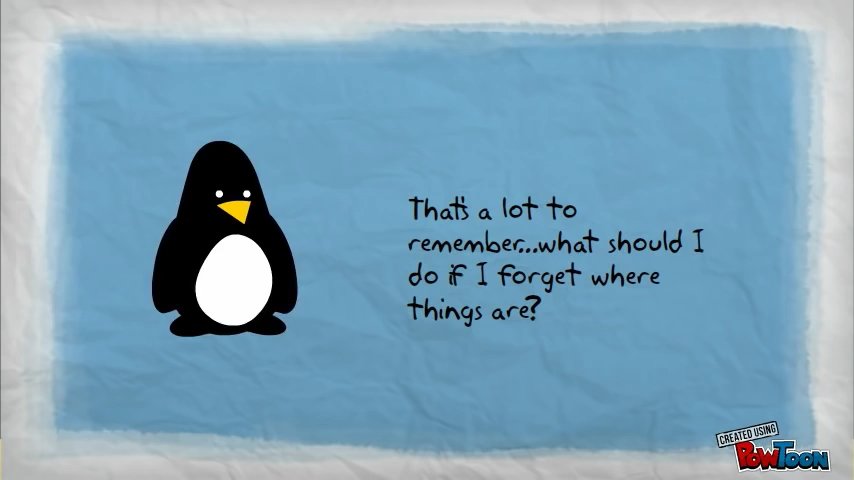 That's a lot to
remember...what should I
do if I forget where
things are?
CREATED USING
POWTOON